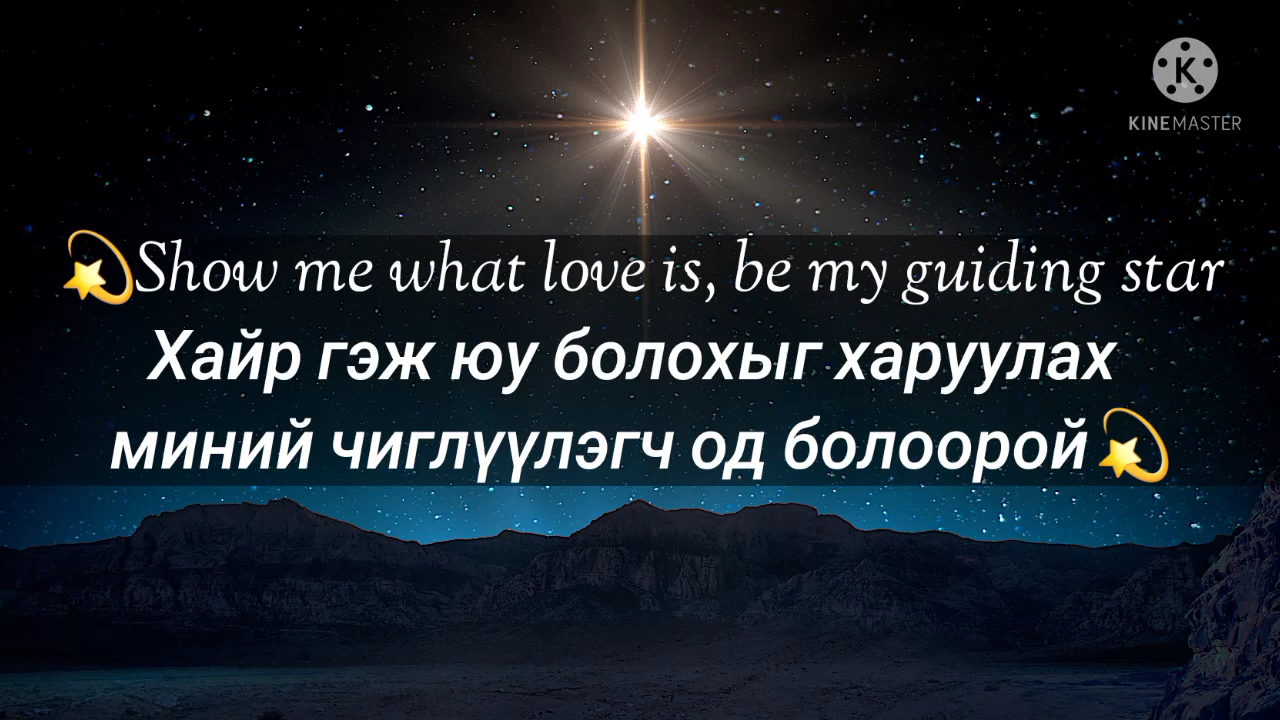 KINEMASTER
💫Show me what love is, be my guiding star
Хайр гэж юу болохыг харуулах
миний чиглүүлэгч од болоорой💫